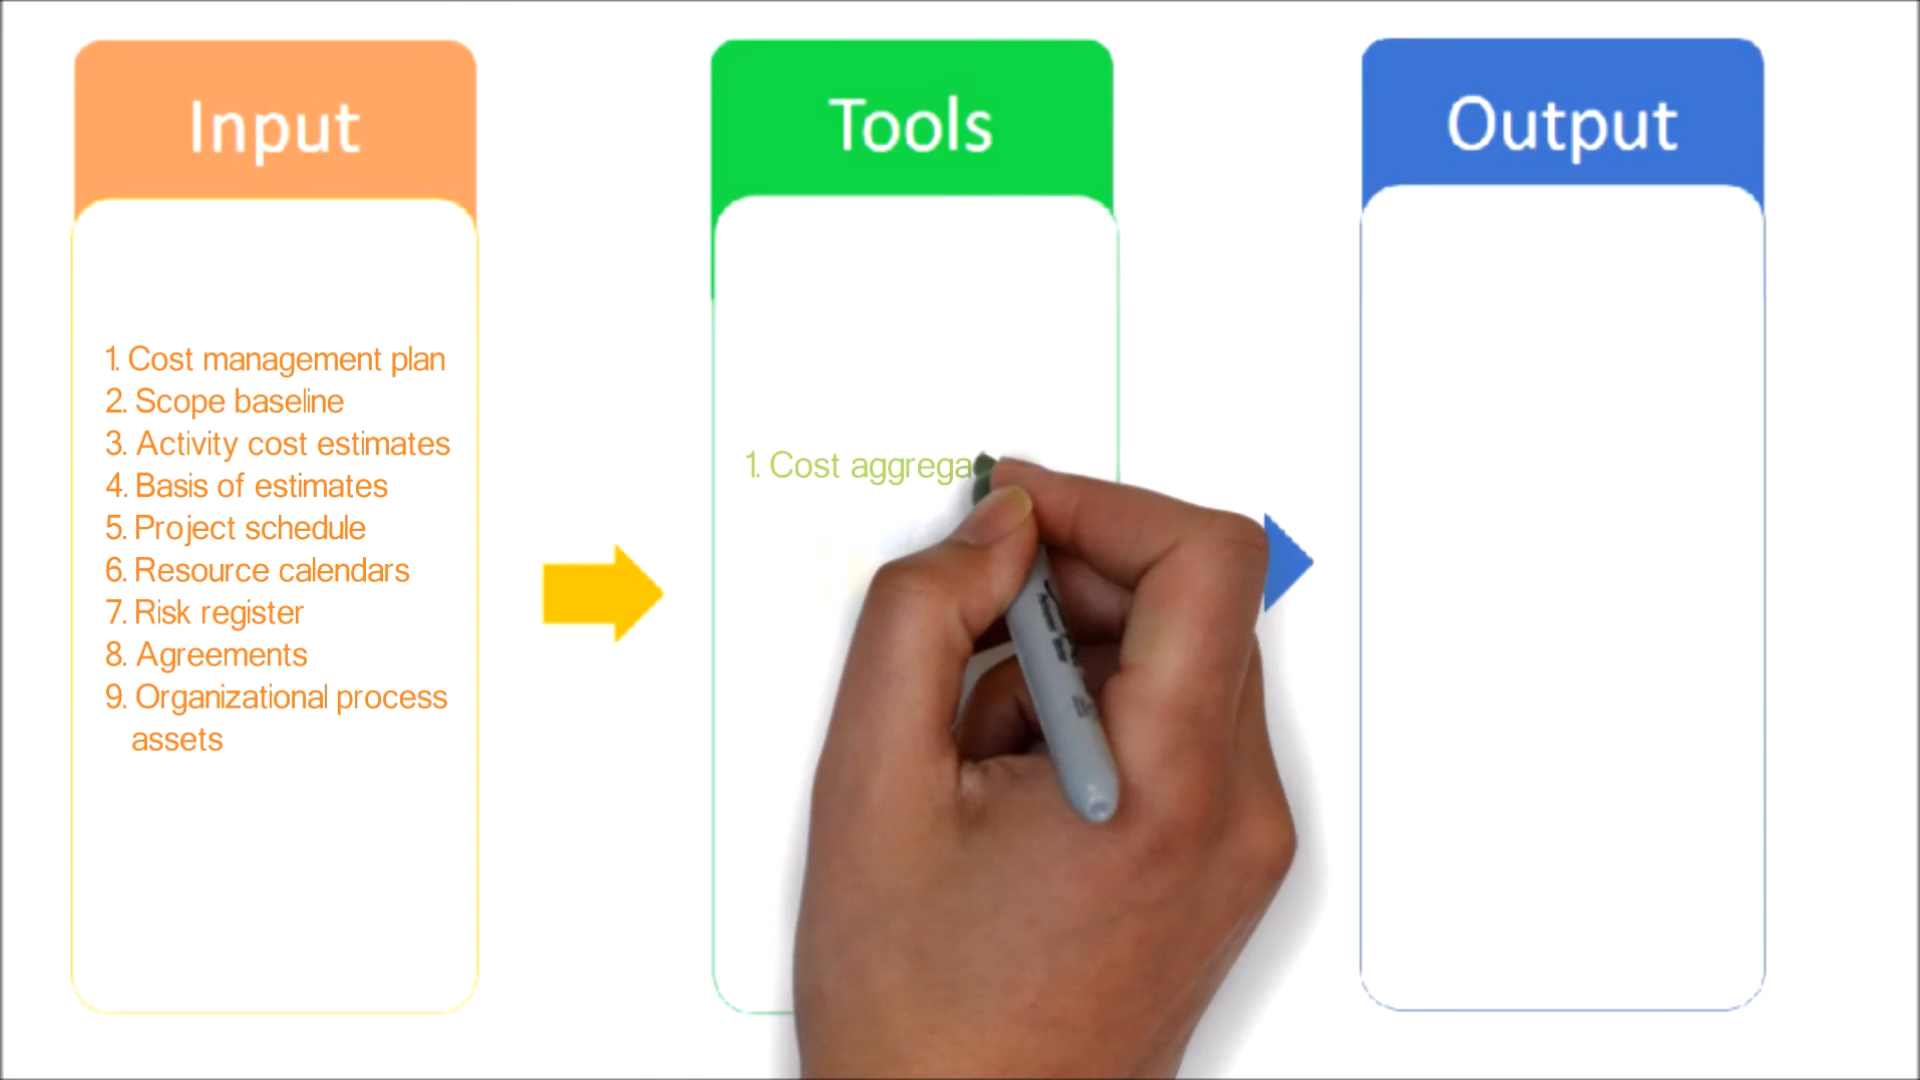 Input
1. Cost management plan
2. Scope baseline
3. Activity cost estimates
4. Basis of estimates
5. Project schedule
6. Resource calendars
7. Risk register
8. Agreements
9. Organizational process
assets
Tools
1. Cost aggrega
Output